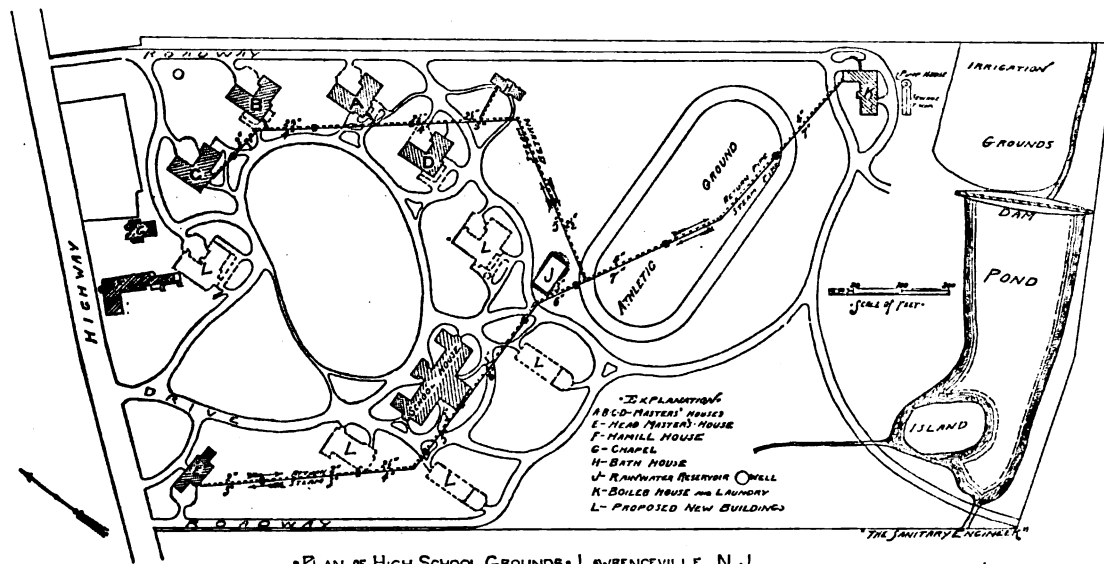 ROADWAY
PUMP HOUSE
IRRIGATION
GROUNDS
B
A
C
D
K
L
L
J
HIGHWAY
GROUND
ATHLETIC
RETURN PIPE
STEAM PIPE
DAM
POND
ISLAND
SCALE OF FEET
SCHOOL HOUSE
L
L
L
DRIVE
ROADWAY
EXPLANATION
A B C D - MASTERS' HOUSES
E - HEAD MASTER'S HOUSE
F - HAMILL HOUSE
G - CHAPEL
H - BATH HOUSE
J - RAINWATER RESERVOIR WELL
K - BOILER HOUSE AND LAUNDRY
L - PROPOSED NEW BUILDINGS
"THE SANITARY ENGINEER"
PLAN OF HIGH SCHOOL GROUNDS LAWRENCEVILLE N.J.